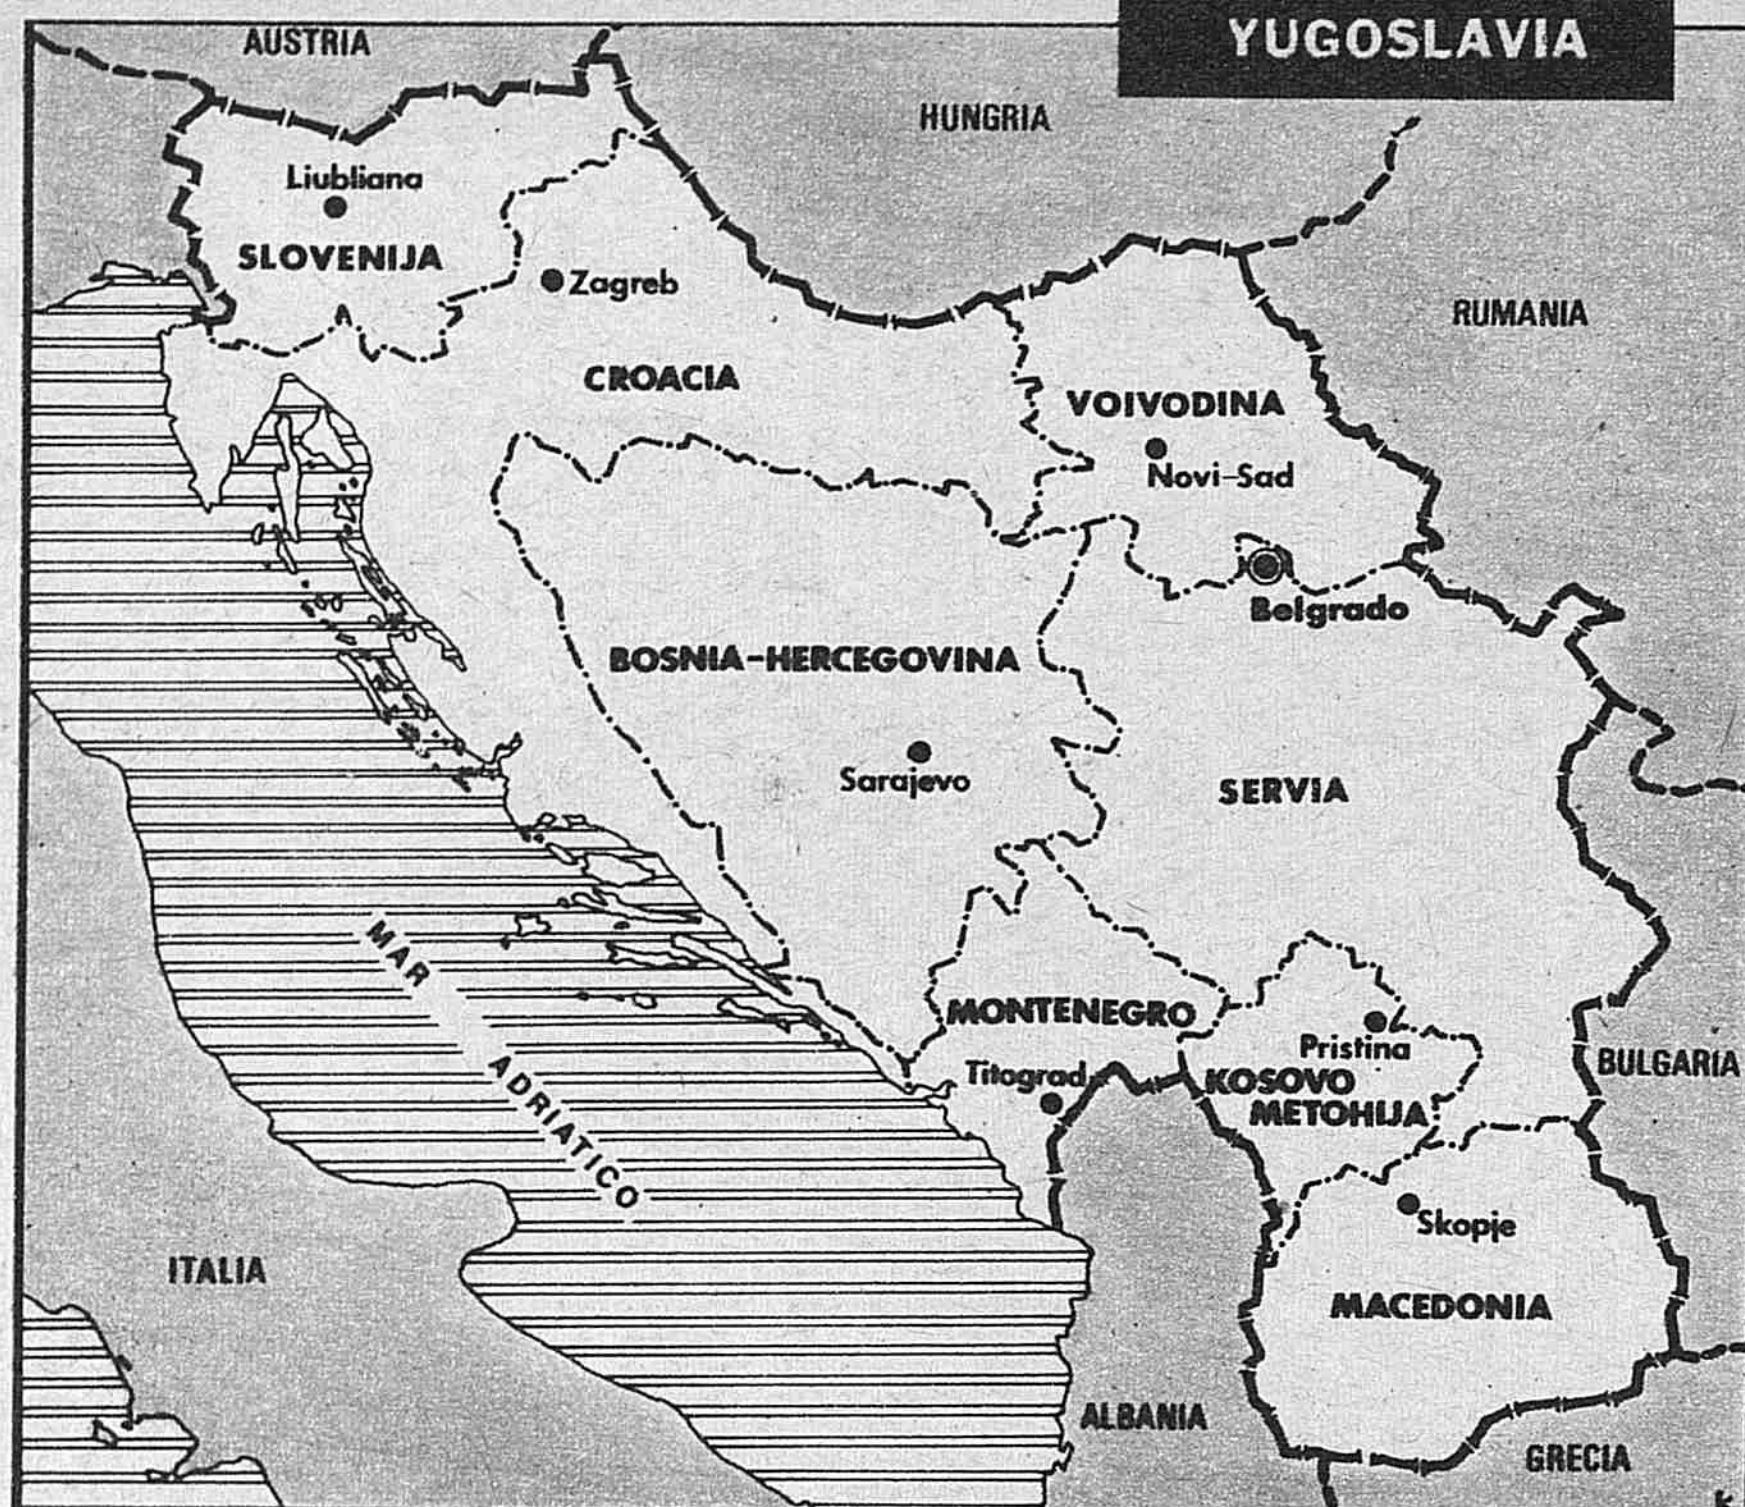 YUGOSLAVIA
AUSTRIA
HUNGRIA
Liubliana
SLOVENIJA
Zagreb
RUMANIA
CROACIA
VOIVODINA
Novi-Sad
Belgrado
BOSNIA-HERCEGOVINA
Sarajevo
SERVIA
MAR ADRIATICO
MONTENEGRO
Pristina
BULGARIA
Titograd
KOSOVO
METOHIJA
Skopje
ITALIA
MACEDONIA
ALBANIA
GRECIA